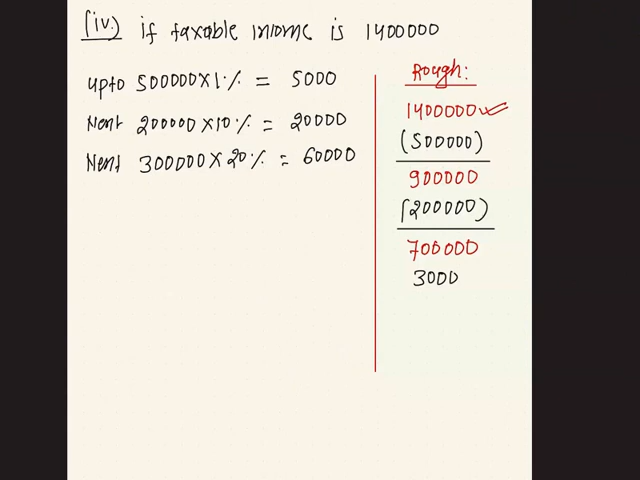 (iv.) if taxable income is 1400000
upto 500000 x 1% = 5000
Next 200000 x 10% = 20000
Next 300000 x 20% = 60000
Rough:
1400000 ✓
(500000)
900000
(200000)
700000
3000